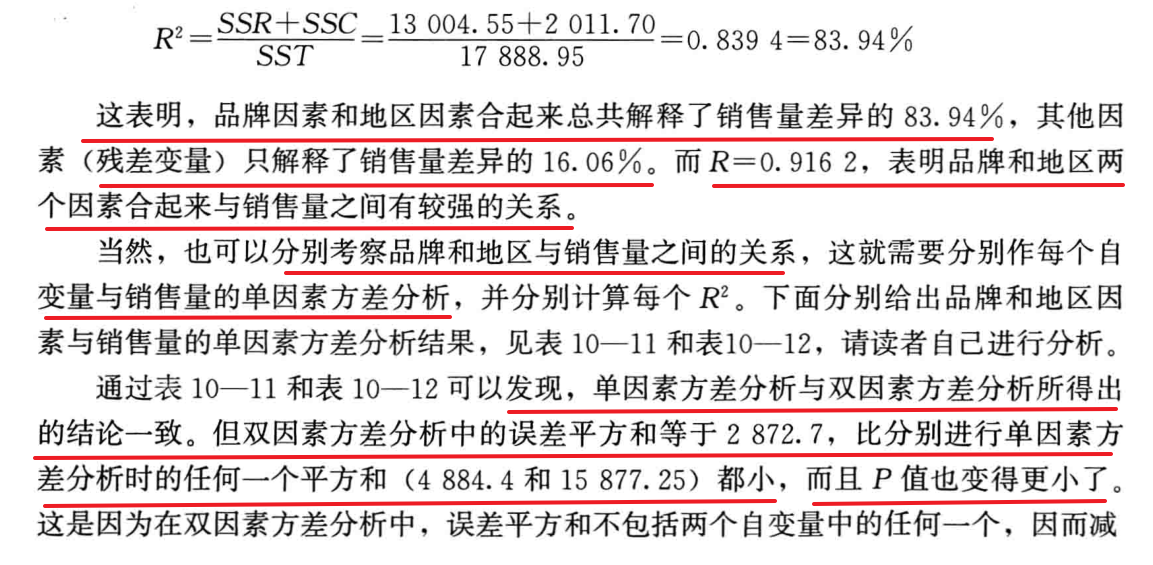 R²=SSR+SSC/SST=13 004.55+2 011.70/17 888.95=0.839 4=83.94%
这表明，品牌因素和地区因素合起来总共解释了销售量差异的 83.94%，其他因
素（残差变量）只解释了销售量差异的 16.06%。而 R=0.916 2，表明品牌和地区两
个因素合起来与销售量之间有较强的关系。
当然，也可以分别考察品牌和地区与销售量之间的关系，这就需要分别作每个自
变量与销售量的单因素方差分析，并分别计算每个 R²。下面分别给出品牌和地区因
素与销售量的单因素方差分析结果，见表 10—11 和表10—12，请读者自己进行分析。
通过表 10—11 和表 10—12 可以发现，单因素方差分析与双因素方差分析所得出
的结论一致。但双因素方差分析中的误差平方和等于 2 872.7，比分别进行单因素方
差分析时的任何一个平方和（4 884.4 和 15 877.25）都小，而且 P 值也变得更小了。
这是因为在双因素方差分析中，误差平方和不包括两个自变量中的任何一个，因而减